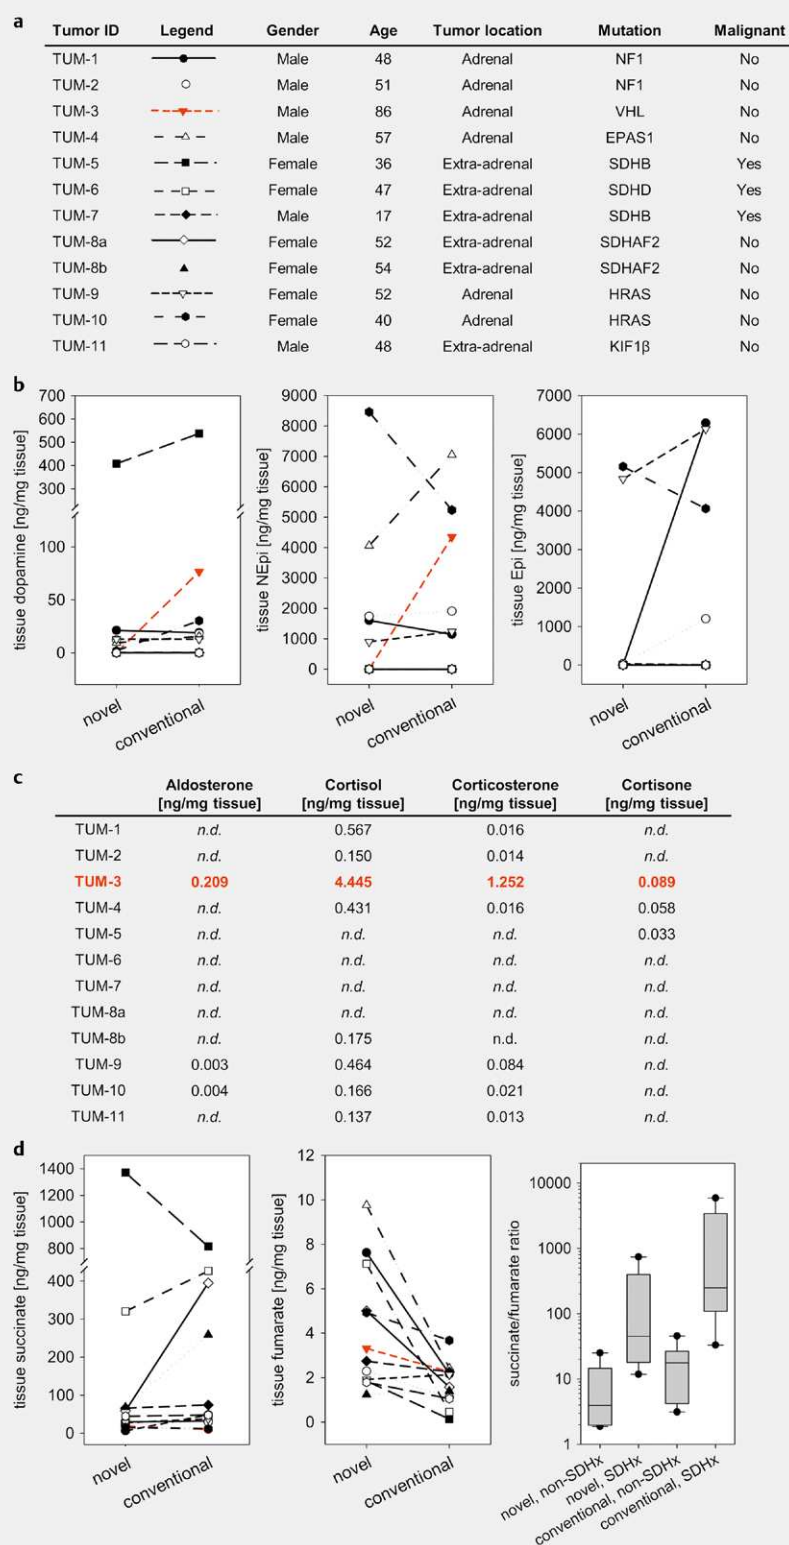 a
Tumor ID Legend Gender Age Tumor location Mutation Malignant
TUM-1 Male 48 Adrenal NF1 No
TUM-2 Male 51 Adrenal NF1 No
TUM-3 Male 86 Adrenal VHL No
TUM-4 Male 57 Adrenal EPAS1 No
TUM-5 Female 36 Extra-adrenal SDHB Yes
TUM-6 Female 47 Extra-adrenal SDHD Yes
TUM-7 Male 17 Extra-adrenal SDHB Yes
TUM-8a Female 52 Extra-adrenal SDHAF2 No
TUM-8b Female 54 Extra-adrenal SDHAF2 No
TUM-9 Female 52 Adrenal HRAS No
TUM-10 Female 40 Adrenal HRAS No
TUM-11 Male 48 Extra-adrenal KIF1β No
b
tissue dopamine [ng/mg tissue]
700
600
500
400
300
100
50
0
novel
conventional
tissue NEpi [ng/mg tissue]
9000
8000
7000
6000
5000
4000
3000
2000
1000
0
novel
conventional
tissue Epi [ng/mg tissue]
7000
6000
5000
4000
3000
2000
1000
0
novel
conventional
c
Aldosterone Cortisol Corticosterone Cortisone
[ng/mg tissue] [ng/mg tissue] [ng/mg tissue] [ng/mg tissue]
TUM-1 n.d. 0.567 0.016 n.d.
TUM-2 n.d. 0.150 0.014 n.d.
TUM-3 0.209 4.445 1.252 0.089
TUM-4 n.d. 0.431 0.016 0.058
TUM-5 n.d. n.d. n.d. 0.033
TUM-6 n.d. n.d. n.d. n.d.
TUM-7 n.d. n.d. n.d. n.d.
TUM-8a n.d. n.d. n.d. n.d.
TUM-8b n.d. 0.175 n.d. n.d.
TUM-9 0.003 0.464 0.084 n.d.
TUM-10 0.004 0.166 0.021 n.d.
TUM-11 n.d. 0.137 0.013 n.d.
d
tissue succinate [ng/mg tissue]
1400
1200
1000
800
400
300
200
100
0
novel
conventional
tissue fumarate [ng/mg tissue]
12
10
8
6
4
2
0
novel
conventional
succinate/fumarate ratio
10000
1000
100
10
1
novel, non-SDHx
novel, SDHx
conventional, non-SDHx
conventional, SDHx